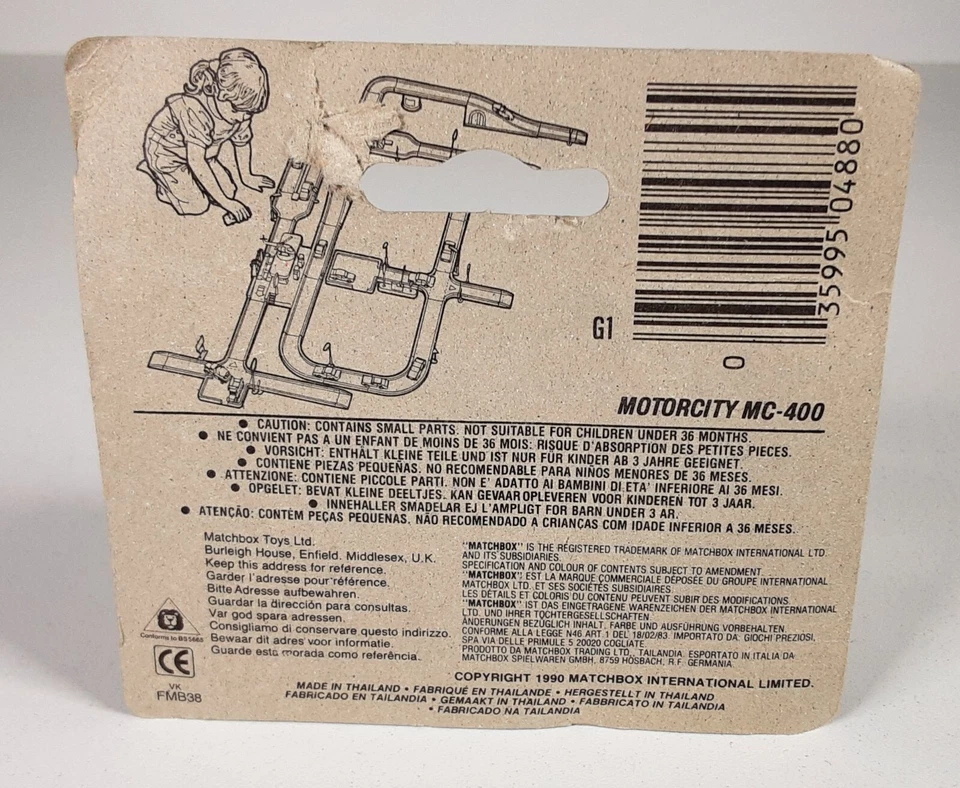 35995 04880
0
G1
MOTORCITY MC-400
• CAUTION: CONTAINS SMALL PARTS. NOT SUITABLE FOR CHILDREN UNDER 36 MONTHS.
• NE CONVIENT PAS A UN ENFANT DE MOINS DE 36 MOIS: RISQUE D'ABSORPTION DES PETITES PIECES.
• VORSICHT: ENTHÄLT KLEINE TEILE UND IST NUR FÜR KINDER AB 3 JAHRE GEEIGNET.
• CONTIENE PIEZAS PEQUEÑAS. NO RECOMENDABLE PARA NIÑOS MENORES DE 36 MESES.
• ATTENZIONE: CONTIENE PICCOLE PARTI. NON E' ADATTO AI BAMBINI DI ETA' INFERIORE AI 36 MESI.
• OPGELET: BEVAT KLEINE DEELTJES. KAN GEVAAR OPLEVEREN VOOR KINDEREN TOT 3 JAAR.
• INNEHALLER SMADELAR EJ LAMPLIGT FOR BARN UNDER 3 AR.
• ATENÇÃO: CONTÉM PEÇAS PEQUENAS, NÃO RECOMENDADO A CRIANÇAS COM IDADE INFERIOR A 36 MESES.
Matchbox Toys Ltd.
Burleigh House, Enfield, Middlesex, U.K.
Keep this address for reference.
Garder l'adresse pour référence.
Bitte Adresse aufbewahren.
Guardar la dirección para consultas.
Var god spara adressen.
Consigliamo di conservare questo indirizzo.
Bewaar dit adres voor informatie.
Guarde esta morada como referência.
Conforms to BS 5665
CE
VK
FMB38
"MATCHBOX" IS THE REGISTERED TRADEMARK OF MATCHBOX INTERNATIONAL LTD
AND ITS SUBSIDIARIES.
SPECIFICATION AND COLOUR OF CONTENTS SUBJECT TO AMENDMENT.
"MATCHBOX" EST LA MARQUE COMMERCIALE DÉPOSÉE DU GROUPE INTERNATIONAL
MATCHBOX LTD. ET SES SOCIÉTÉS SUBSIDIAIRES.
LES DÉTAILS ET COLORIS DU CONTENU PEUVENT SUBIR DES MODIFICATIONS.
"MATCHBOX" IST DAS EINGETRAGENE WARENZEICHEN DER MATCHBOX INTERNATIONAL
LTD. UND IHRER TOCHTERGESELLSCHAFTEN.
ÄNDERUNGEN BEZÜGLICH INHALT, FARBE UND AUSFÜHRUNG VORBEHALTEN.
CONFORME ALLA LEGGE N46 ART 1 DEL 18/02/83. IMPORTATO DA: GIOCHI PREZIOSI,
SPA VIA DELLE PRIMULE 5 20020 COGLIATE.
PRODOTTO DA MATCHBOX TRADING LTD., TAILANDIA. ESPORTATO IN ITALIA DA
MATCHBOX SPIELWAREN GMBH, 8759 HÖSBACH, R.F. GERMANIA.
COPYRIGHT 1990 MATCHBOX INTERNATIONAL LIMITED.
MADE IN THAILAND • FABRIQUÉ EN THAILANDE • HERGESTELLT IN THAILAND
FABRICADO EN TAILANDIA • GEMAAKT IN THAILAND • FABBRICATO IN TAILANDIA
• FABRICADO NA TAILANDIA